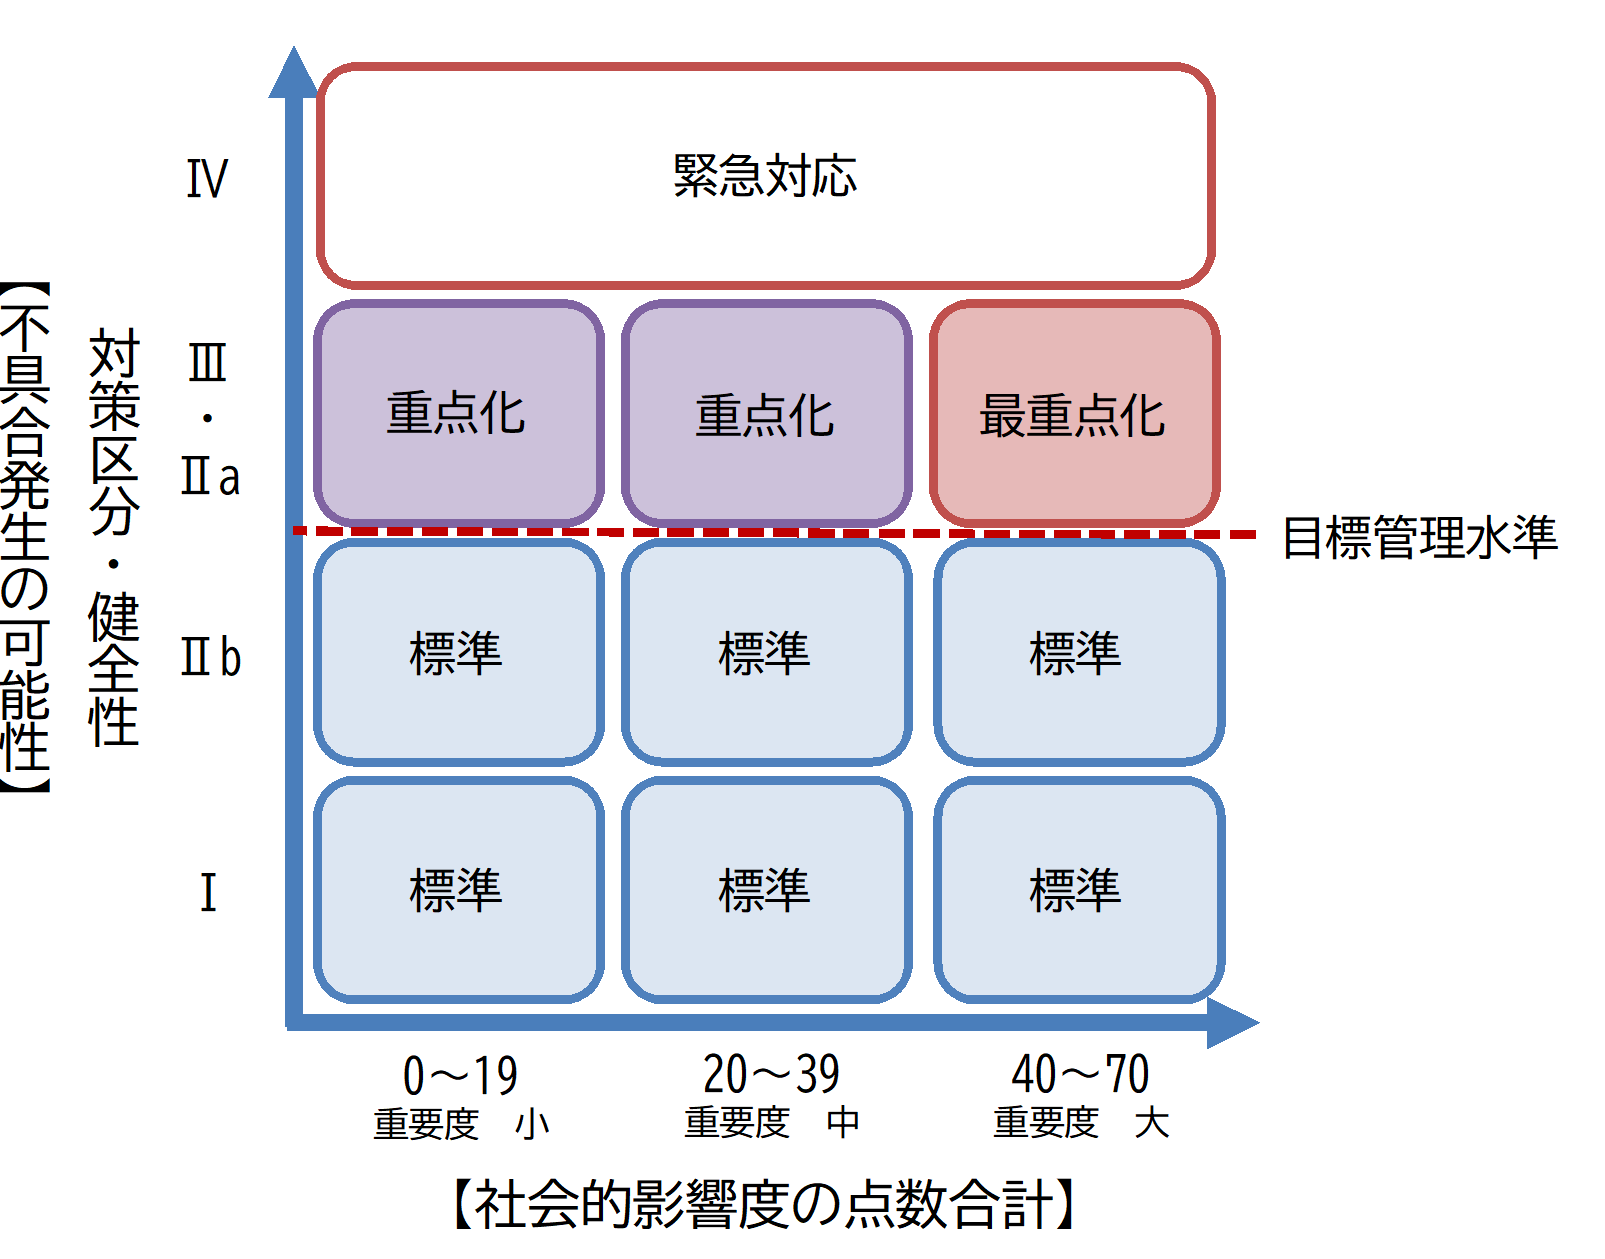 【不具合発生の可能性】
対策区分・健全性
Ⅳ
緊急対応
Ⅲ
・
Ⅱa
重点化
重点化
最重点化
目標管理水準
Ⅱb
標準
標準
標準
Ⅰ
標準
標準
標準
0～19
20～39
40～70
重要度　小
重要度　中
重要度　大
【社会的影響度の点数合計】